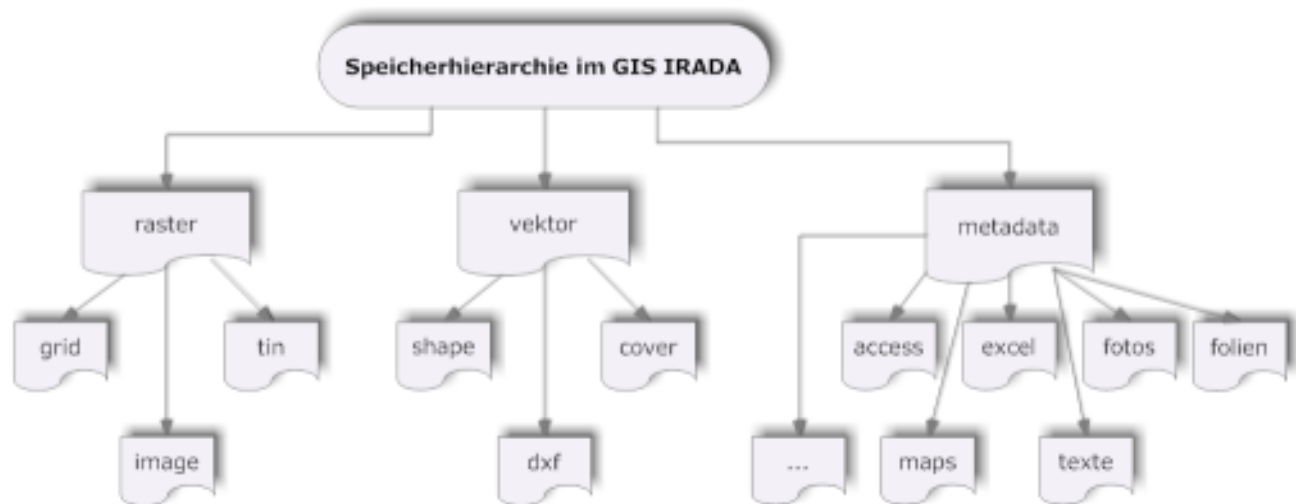 Speicherhierarchie im GIS IRADA
raster
vektor
metadata
grid
tin
shape
cover
access
excel
fotos
folien
image
dxf
...
maps
texte